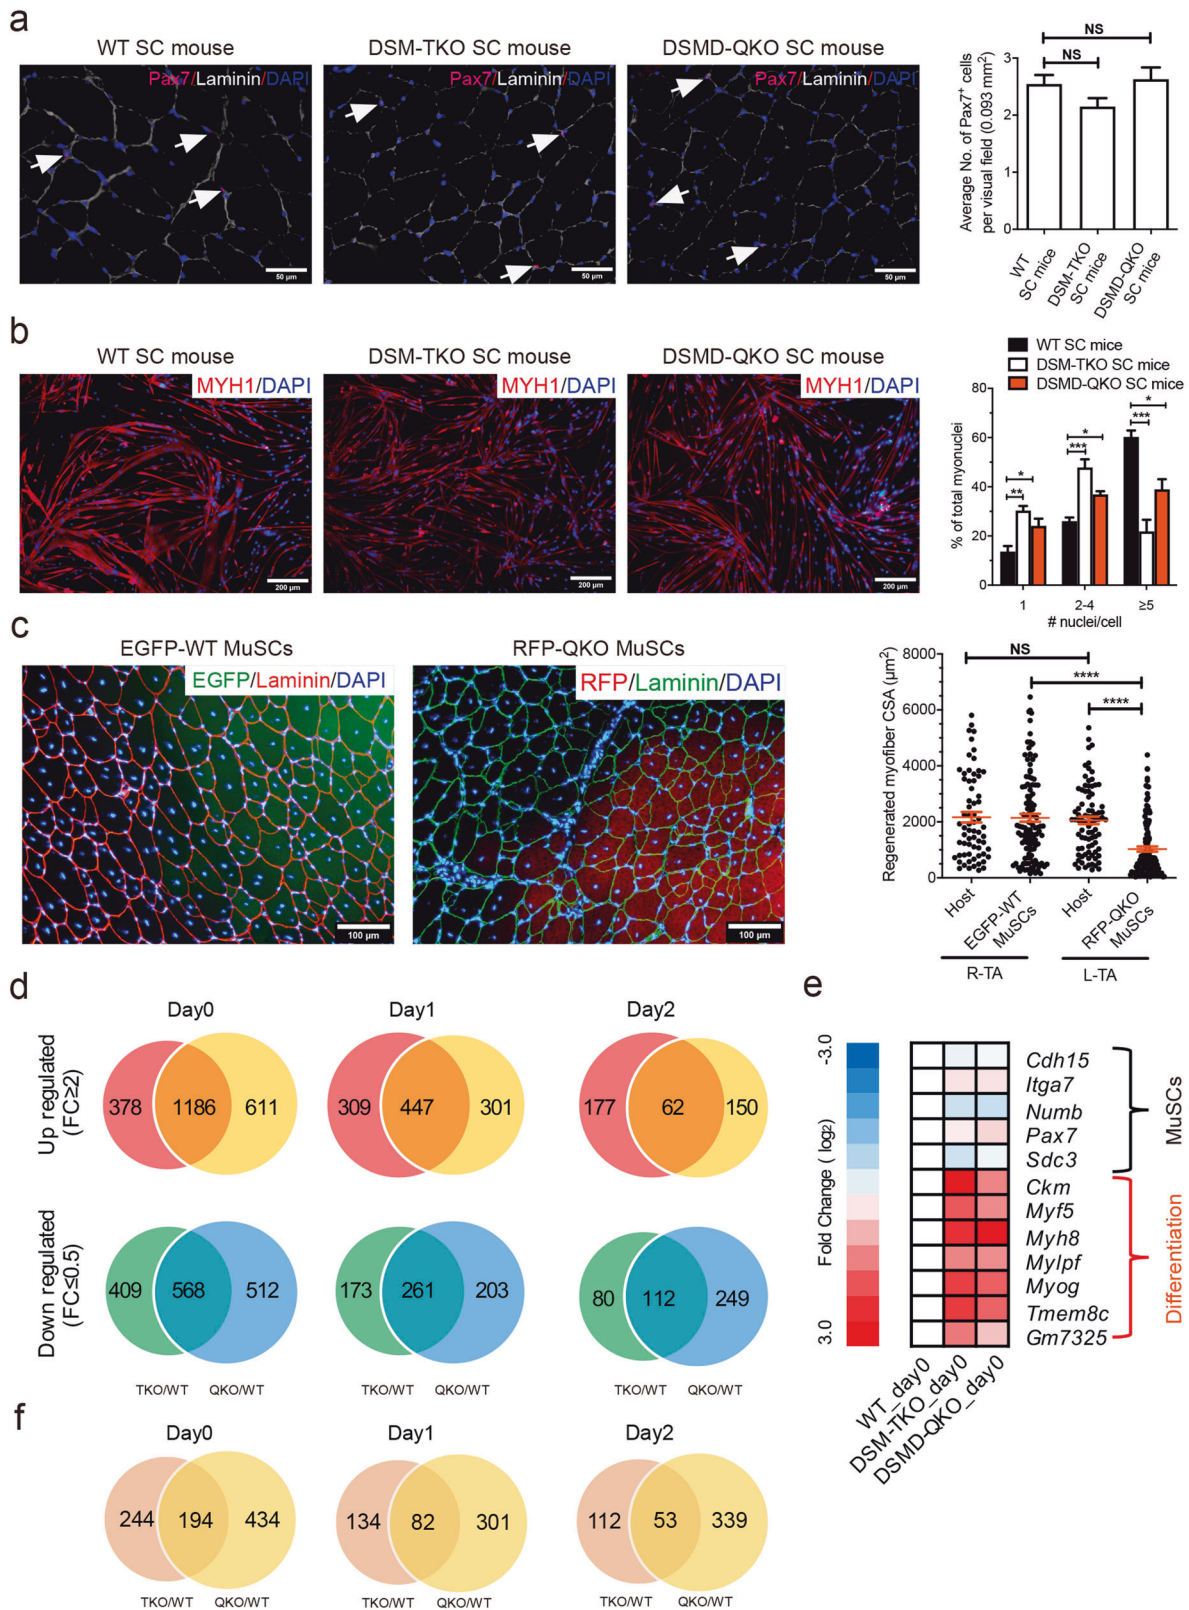 a
WT SC mouse
DSM-TKO SC mouse
DSMD-QKO SC mouse
Pax7/Laminin/DAPI
Pax7/Laminin/DAPI
Pax7/Laminin/DAPI
50 µm
50 µm
50 µm
Average No. of Pax7⁺ cells
per visual field (0.093 mm²)
NS
NS
3
2
1
0
WT
SC mice
DSM-TKO
SC mice
DSMD-QKO
SC mice
b
WT SC mouse
DSM-TKO SC mouse
DSMD-QKO SC mouse
MYH1/DAPI
MYH1/DAPI
MYH1/DAPI
200 µm
200 µm
200 µm
WT SC mice
DSM-TKO SC mice
DSMD-QKO SC mice
% of total myonuclei
80
60
40
20
0
*
**
*
***
*
***
1
2-4
≥5
# nuclei/cell
c
EGFP-WT MuSCs
RFP-QKO MuSCs
EGFP/Laminin/DAPI
RFP/Laminin/DAPI
100 µm
100 µm
Regenerated myofiber CSA (µm²)
8000
6000
4000
2000
0
NS
****
****
Host
EGFP-WT
MuSCs
Host
RFP-QKO
MuSCs
R-TA
L-TA
d
Day0
Day1
Day2
Up regulated
(FC≥2)
378 1186 611
309 447 301
177 62 150
Down regulated
(FC≤0.5)
409 568 512
173 261 203
80 112 249
TKO/WT QKO/WT
TKO/WT QKO/WT
TKO/WT QKO/WT
e
-3.0
Fold Change ( log2)
3.0
Cdh15
Itga7
Numb
Pax7
Sdc3
Ckm
Myf5
Myh8
Mylpf
Myog
Tmem8c
Gm7325
MuSCs
Differentiation
WT_day0
DSM-TKO_day0
DSMD-QKO_day0
f
Day0
Day1
Day2
244 194 434
134 82 301
112 53 339
TKO/WT QKO/WT
TKO/WT QKO/WT
TKO/WT QKO/WT